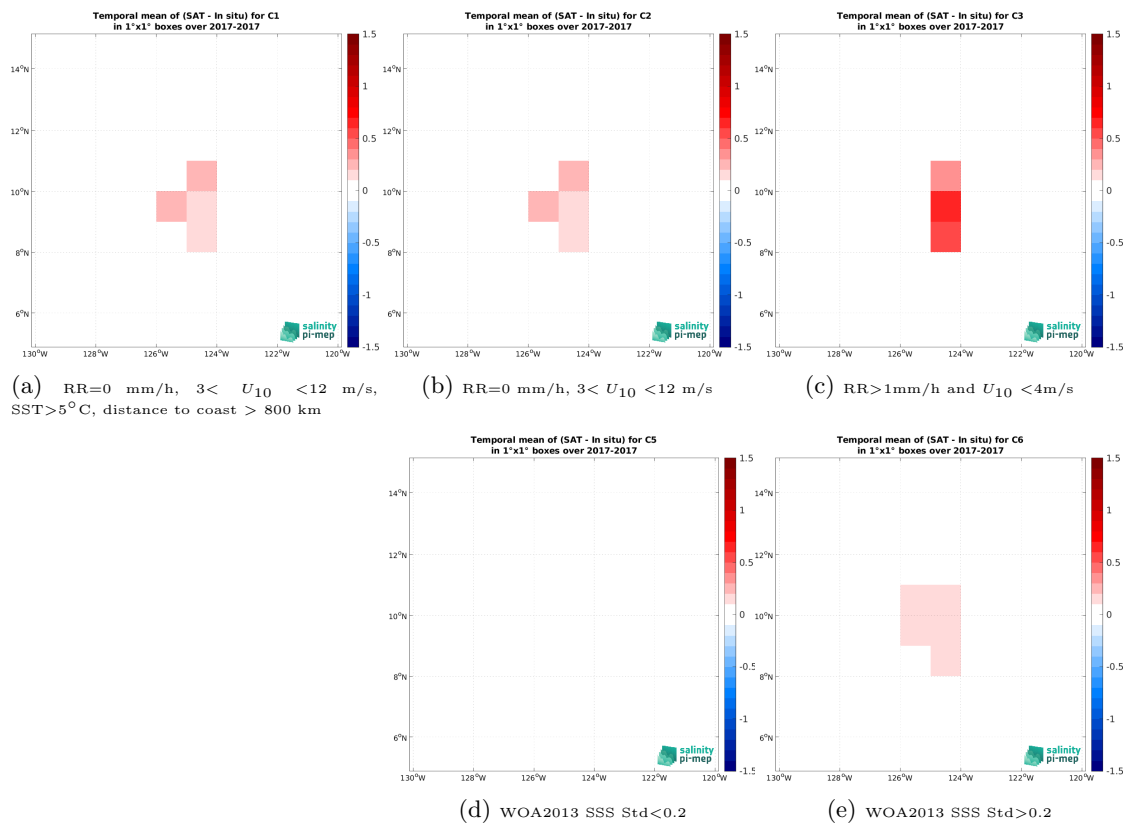 Temporal mean of (SAT - In situ) for C1
in 1°x1° boxes over 2017-2017
14°N
12°N
10°N
8°N
6°N
130°W
128°W
126°W
124°W
122°W
120°W
1.5
1
0.5
0
-0.5
-1
-1.5
salinity
pi-mep
(a) RR=0 mm/h, 3< U10 <12 m/s,
SST>5°C, distance to coast > 800 km
Temporal mean of (SAT - In situ) for C2
in 1°x1° boxes over 2017-2017
14°N
12°N
10°N
8°N
6°N
130°W
128°W
126°W
124°W
122°W
120°W
1.5
1
0.5
0
-0.5
-1
-1.5
salinity
pi-mep
(b) RR=0 mm/h, 3< U10 <12 m/s
Temporal mean of (SAT - In situ) for C3
in 1°x1° boxes over 2017-2017
14°N
12°N
10°N
8°N
6°N
130°W
128°W
126°W
124°W
122°W
120°W
1.5
1
0.5
0
-0.5
-1
-1.5
salinity
pi-mep
(c) RR>1mm/h and U10 <4m/s
Temporal mean of (SAT - In situ) for C5
in 1°x1° boxes over 2017-2017
14°N
12°N
10°N
8°N
6°N
130°W
128°W
126°W
124°W
122°W
120°W
1.5
1
0.5
0
-0.5
-1
-1.5
salinity
pi-mep
(d) WOA2013 SSS Std<0.2
Temporal mean of (SAT - In situ) for C6
in 1°x1° boxes over 2017-2017
14°N
12°N
10°N
8°N
6°N
130°W
128°W
126°W
124°W
122°W
120°W
1.5
1
0.5
0
-0.5
-1
-1.5
salinity
pi-mep
(e) WOA2013 SSS Std>0.2